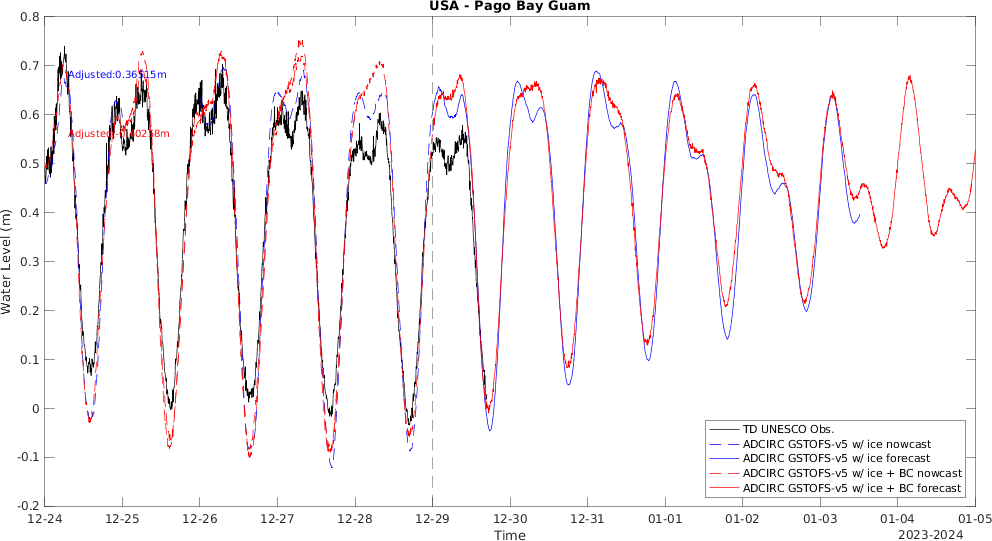 USA - Pago Bay Guam
0.8
0.7
0.6
0.5
0.4
0.3
0.2
0.1
0
-0.1
-0.2
Water Level (m)
Adjusted:0.36515m
TD UNESCO Obs.
ADCIRC GSTOFS-v5 w/ ice nowcast
ADCIRC GSTOFS-v5 w/ ice forecast
ADCIRC GSTOFS-v5 w/ ice + BC nowcast
ADCIRC GSTOFS-v5 w/ ice + BC forecast
12-24 12-25 12-26 12-27 12-28 12-29 12-30 12-31 01-01 01-02 01-03 01-04 01-05
Time
2023-2024